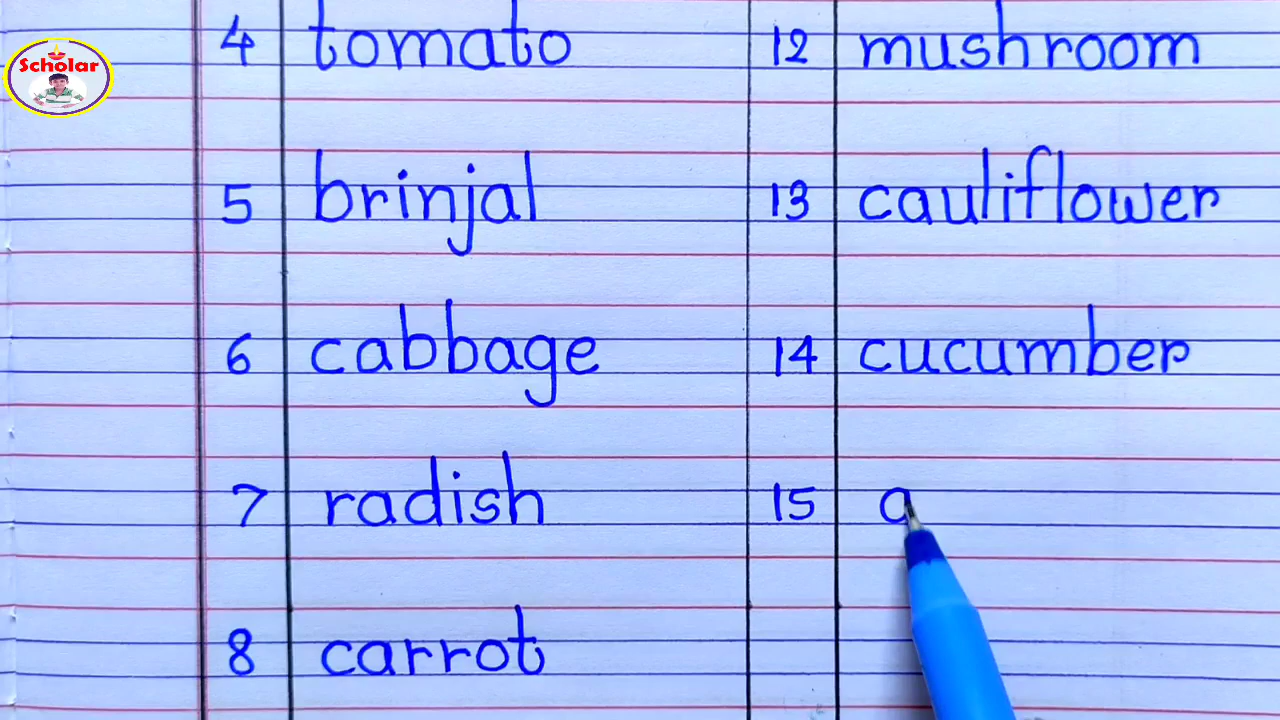 Scholar
4 tomato
12 mushroom
5 brinjal
13 cauliflower
6 cabbage
14 cucumber
7 radish
15 a
8 carrot